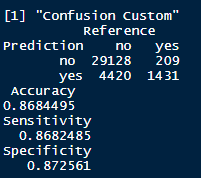 [1] "Confusion Custom"
Reference
Prediction no yes
no 29128 209
yes 4420 1431
Accuracy
0.8684495
Sensitivity
0.8682485
Specificity
0.872561